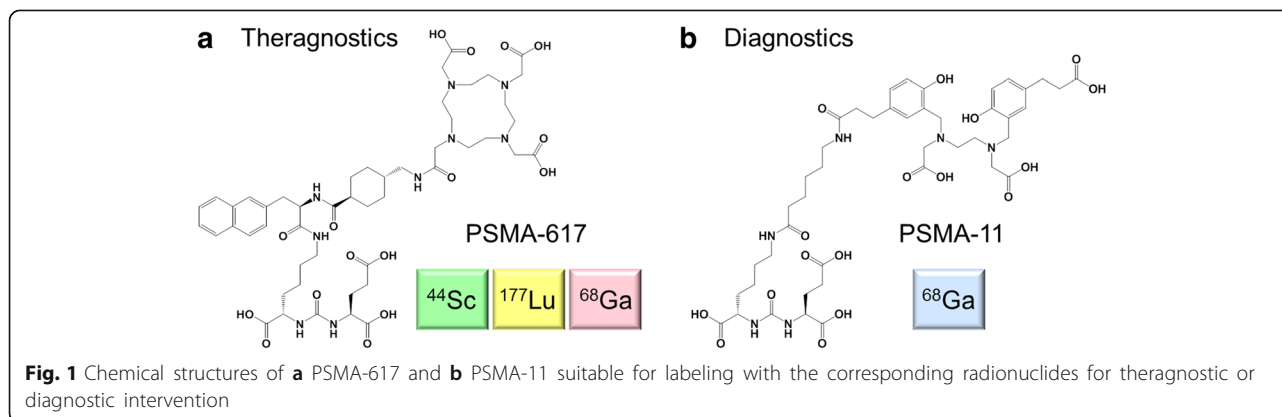 a Theragnostics
b Diagnostics
HO
O
O
OH
N
N
N
N
O
OH
O
OH
N
H
O
H
N
O
O
NH
O
OH
O
HO
O
N
H
N
H
O
OH
PSMA-617
44Sc
177Lu
68Ga
OH
O
OH
HO
O
NH
N
N
O
OH
O
OH
HN
O
O
OH
O
HO
O
N
H
N
H
O
OH
PSMA-11
68Ga
Fig. 1 Chemical structures of a PSMA-617 and b PSMA-11 suitable for labeling with the corresponding radionuclides for theragnostic or
diagnostic intervention